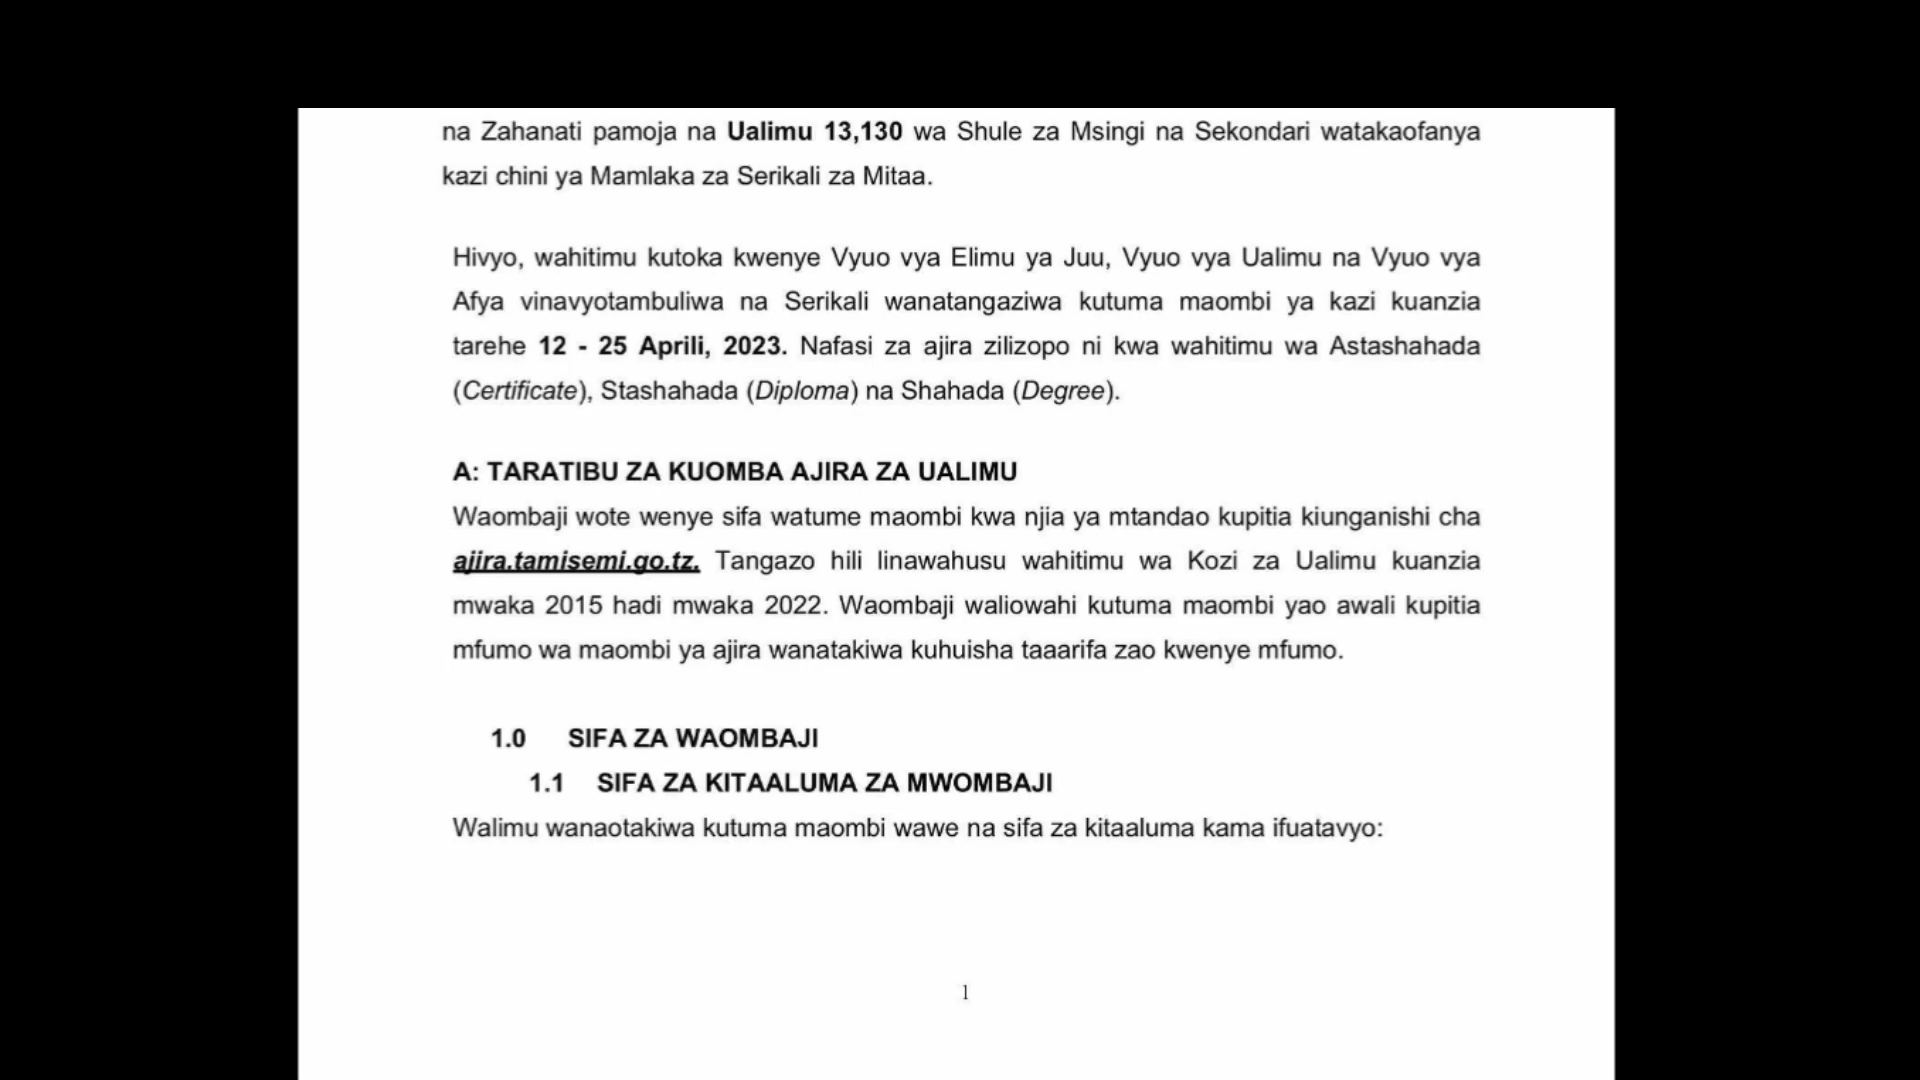 na Zahanati pamoja na Ualimu 13,130 wa Shule za Msingi na Sekondari watakaofanya
kazi chini ya Mamlaka za Serikali za Mitaa.
Hivyo, wahitimu kutoka kwenye Vyuo vya Elimu ya Juu, Vyuo vya Ualimu na Vyuo vya
Afya vinavyotambuliwa na Serikali wanatangaziwa kutuma maombi ya kazi kuanzia
tarehe 12 - 25 Aprili, 2023. Nafasi za ajira zilizopo ni kwa wahitimu wa Astashahada
(Certificate), Stashahada (Diploma) na Shahada (Degree).
A: TARATIBU ZA KUOMBA AJIRA ZA UALIMU
Waombaji wote wenye sifa watume maombi kwa njia ya mtandao kupitia kiunganishi cha
ajira.tamisemi.go.tz. Tangazo hili linawahusu wahitimu wa Kozi za Ualimu kuanzia
mwaka 2015 hadi mwaka 2022. Waombaji waliowahi kutuma maombi yao awali kupitia
mfumo wa maombi ya ajira wanatakiwa kuhuisha taaarifa zao kwenye mfumo.
1.0 SIFA ZA WAOMBAJI
1.1 SIFA ZA KITAALUMA ZA MWOMBAJI
Walimu wanaotakiwa kutuma maombi wawe na sifa za kitaaluma kama ifuatavyo:
1